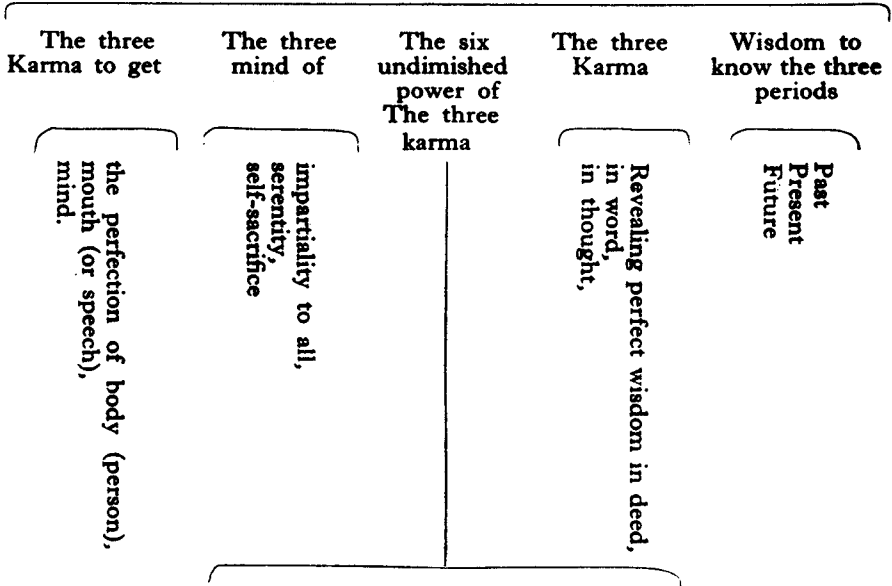 The three
Karma to get
the perfection of body (person),
mouth (or speech),
mind.
The three
mind of
impartiality to all,
serentity,
self-sacrifice
The six
undimished
power of
The three
karma
The three
Karma
Revealing perfect wisdom in deed,
in word,
in thought,
Wisdom to
know the three
periods
Past
Present
Future